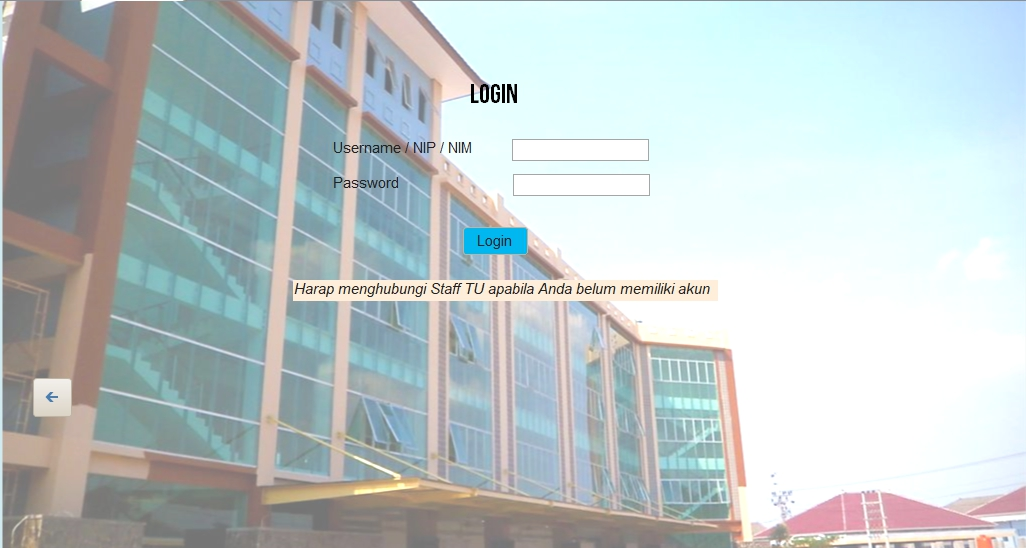 LOGIN
Username / NIP / NIM
Password
Login
Harap menghubungi Staff TU apabila Anda belum memiliki akun